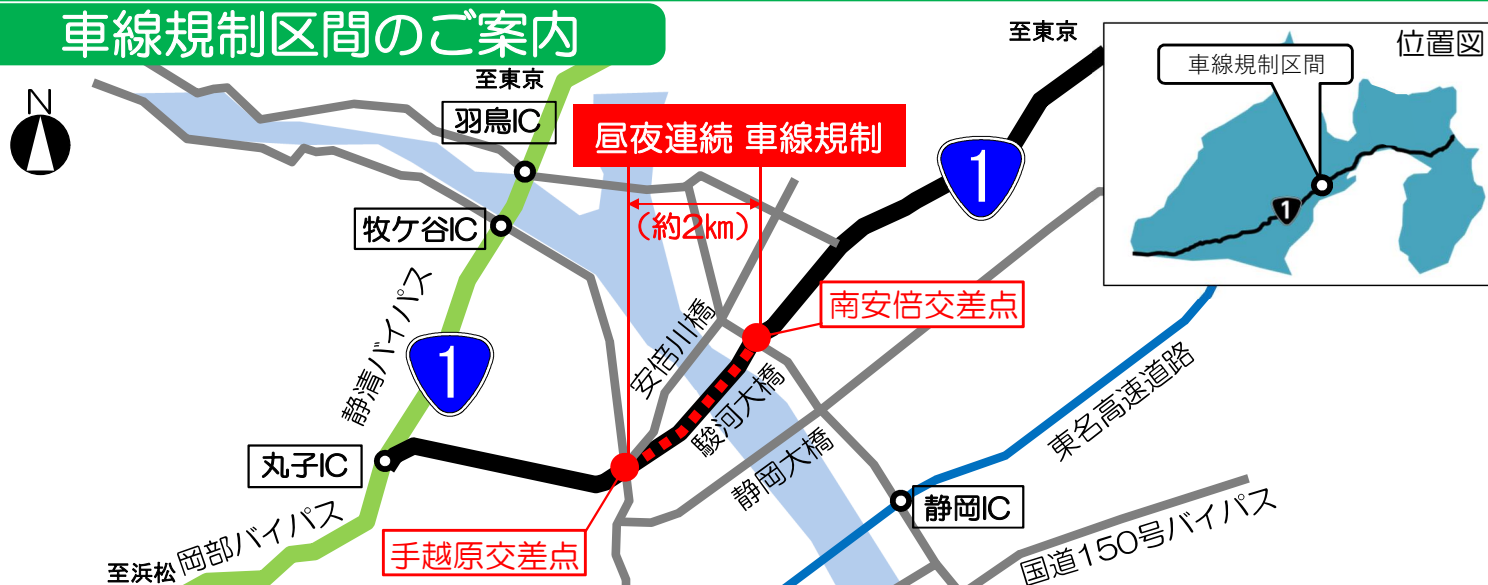 車線規制区間のご案内
至東京
至東京
位置図
車線規制区間
N
羽鳥IC
昼夜連続 車線規制
1
1
(約2km)
牧ケ谷IC
南安倍交差点
安倍川橋
静清バイパス
1
駿河大橋
東名高速道路
静岡大橋
丸子IC
静岡IC
岡部バイパス
手越原交差点
国道150号バイパス
至浜松